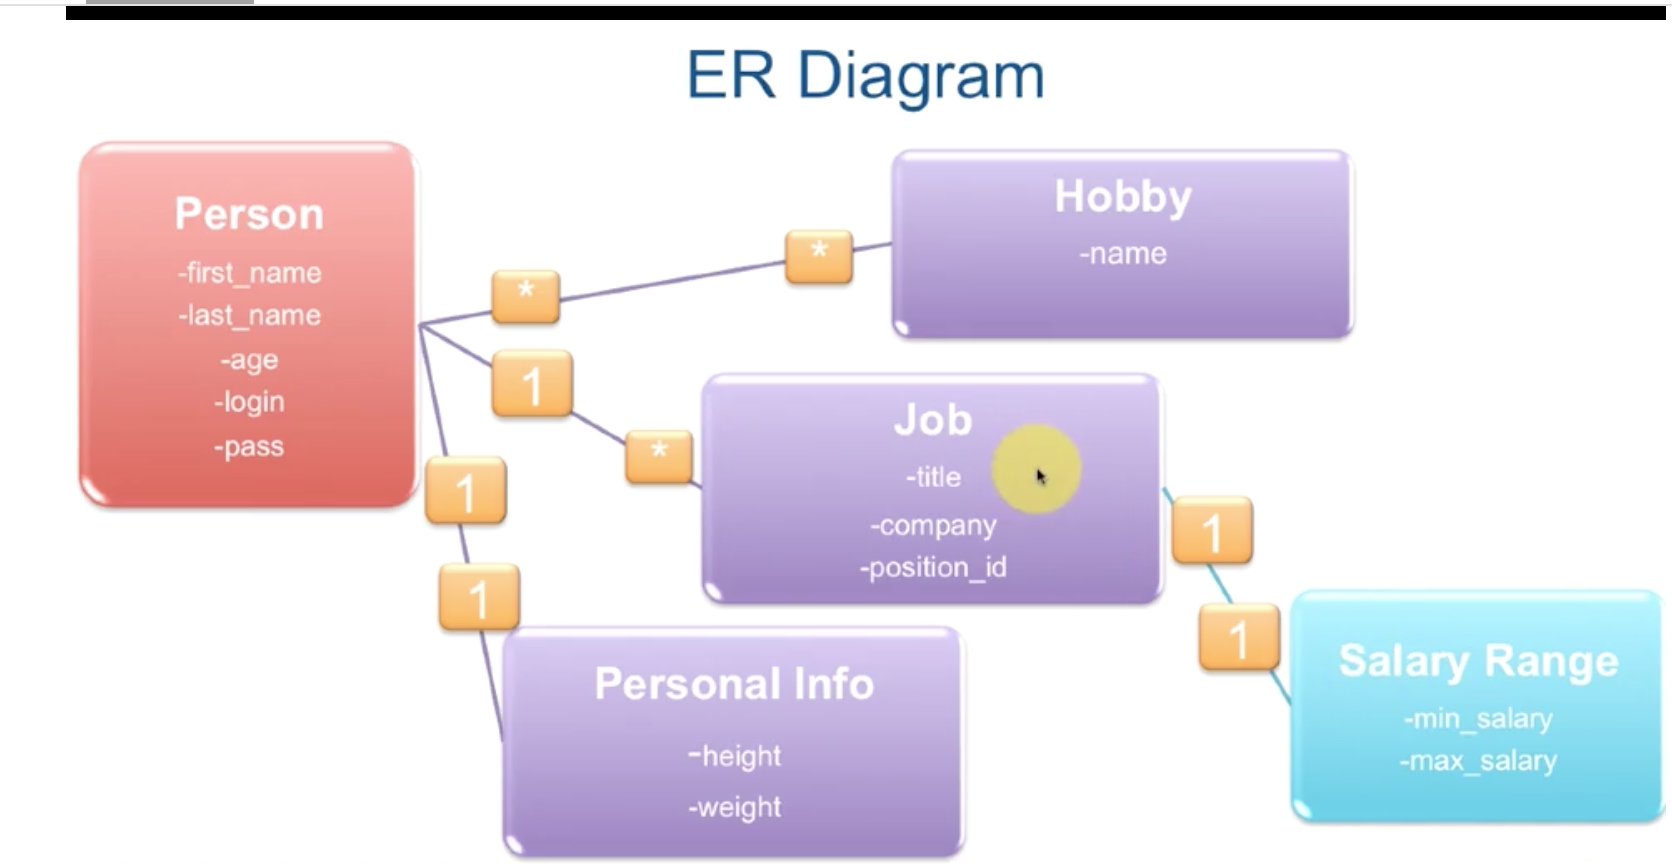 ER Diagram
Person
-first_name
-last_name
-age
-login
-pass
*
*
Hobby
-name
1
*
Job
-title
-company
-position_id
1
1
Personal Info
-height
-weight
1
1
Salary Range
-min_salary
-max_salary